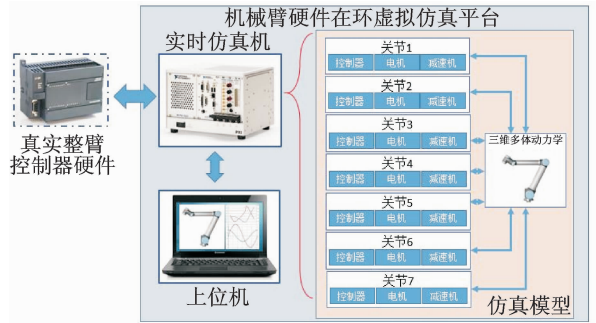 机械臂硬件在环虚拟仿真平台
实时仿真机
真实整臂
控制器硬件
上位机
关节1
控制器 电机 减速机
关节2
控制器 电机 减速机
关节3
控制器 电机 减速机
关节4
控制器 电机 减速机
关节5
控制器 电机 减速机
关节6
控制器 电机 减速机
关节7
控制器 电机 减速机
三维多体动力学
仿真模型